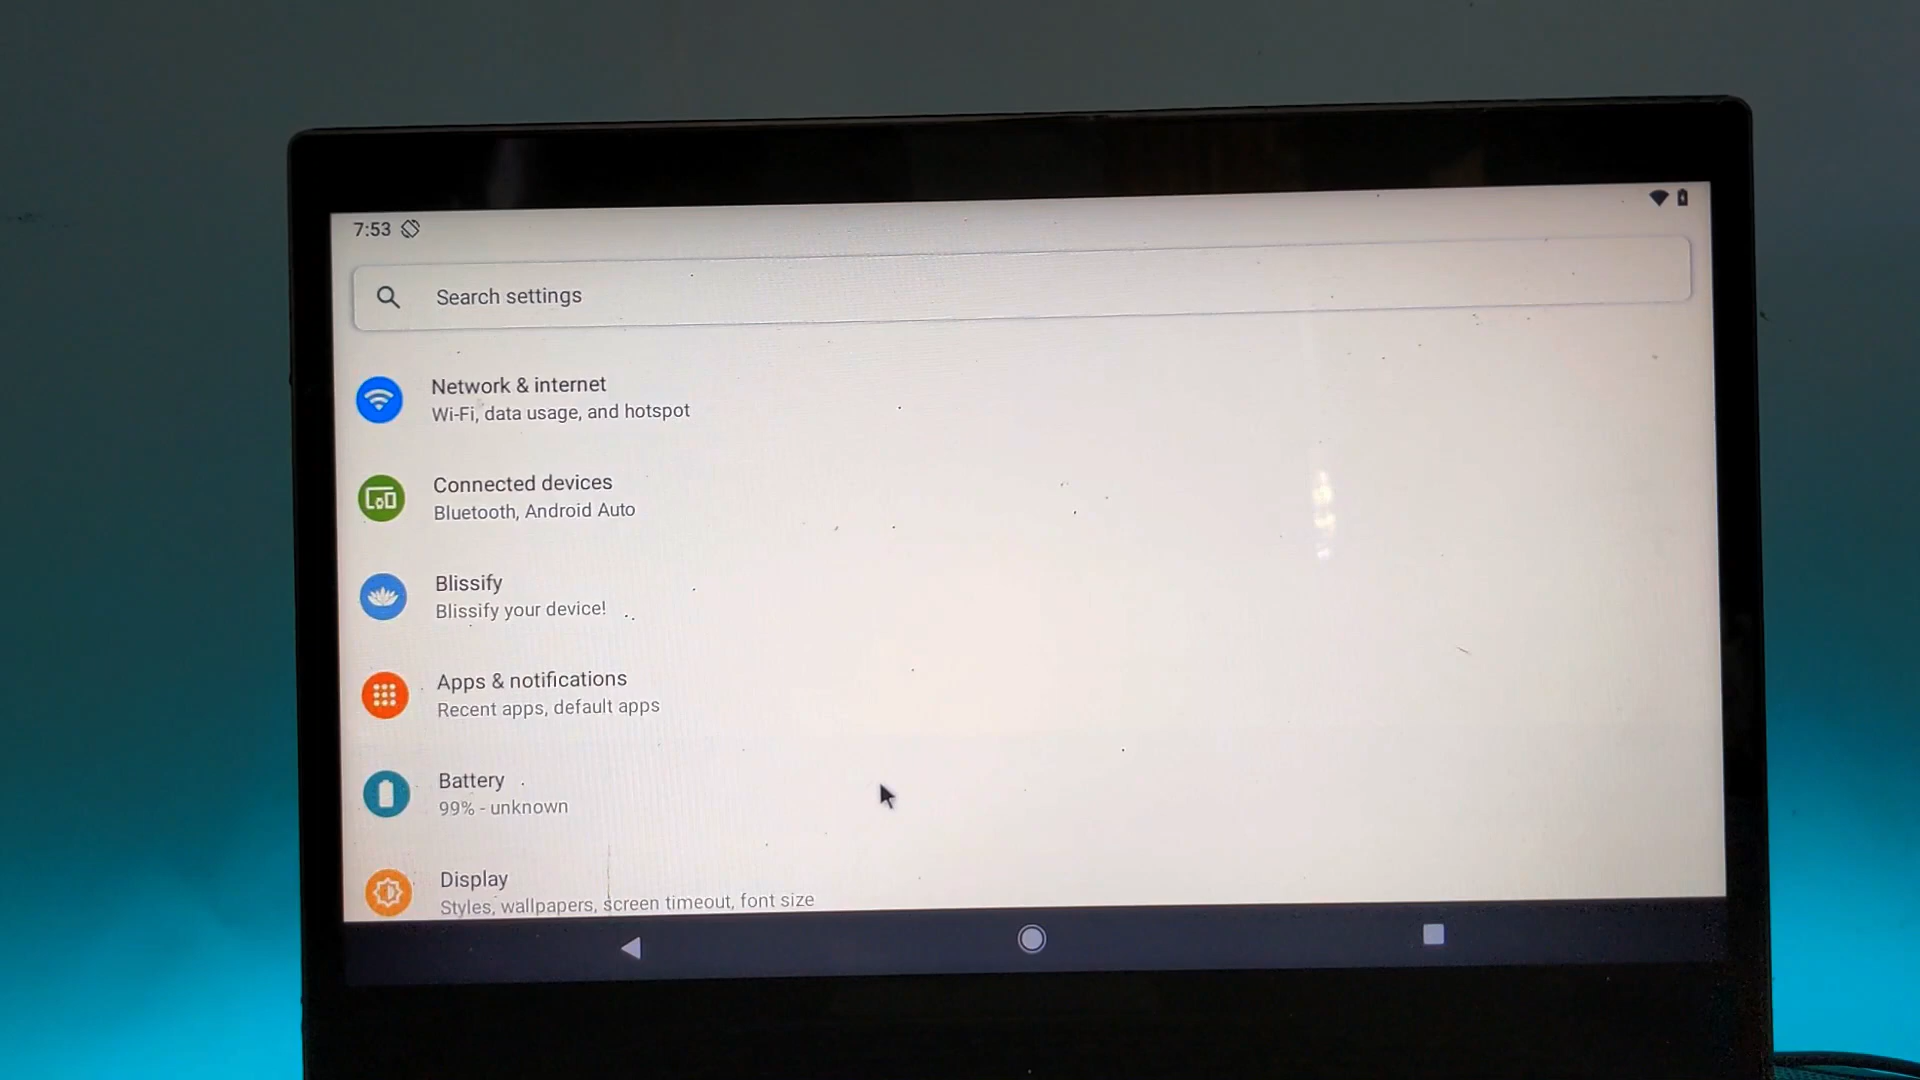 7:53
Search settings
Network & internet
Wi-Fi, data usage, and hotspot
Connected devices
Bluetooth, Android Auto
Blissify
Blissify your device!
Apps & notifications
Recent apps, default apps
Battery
99% - unknown
Display
Styles, wallpapers, screen timeout, font size